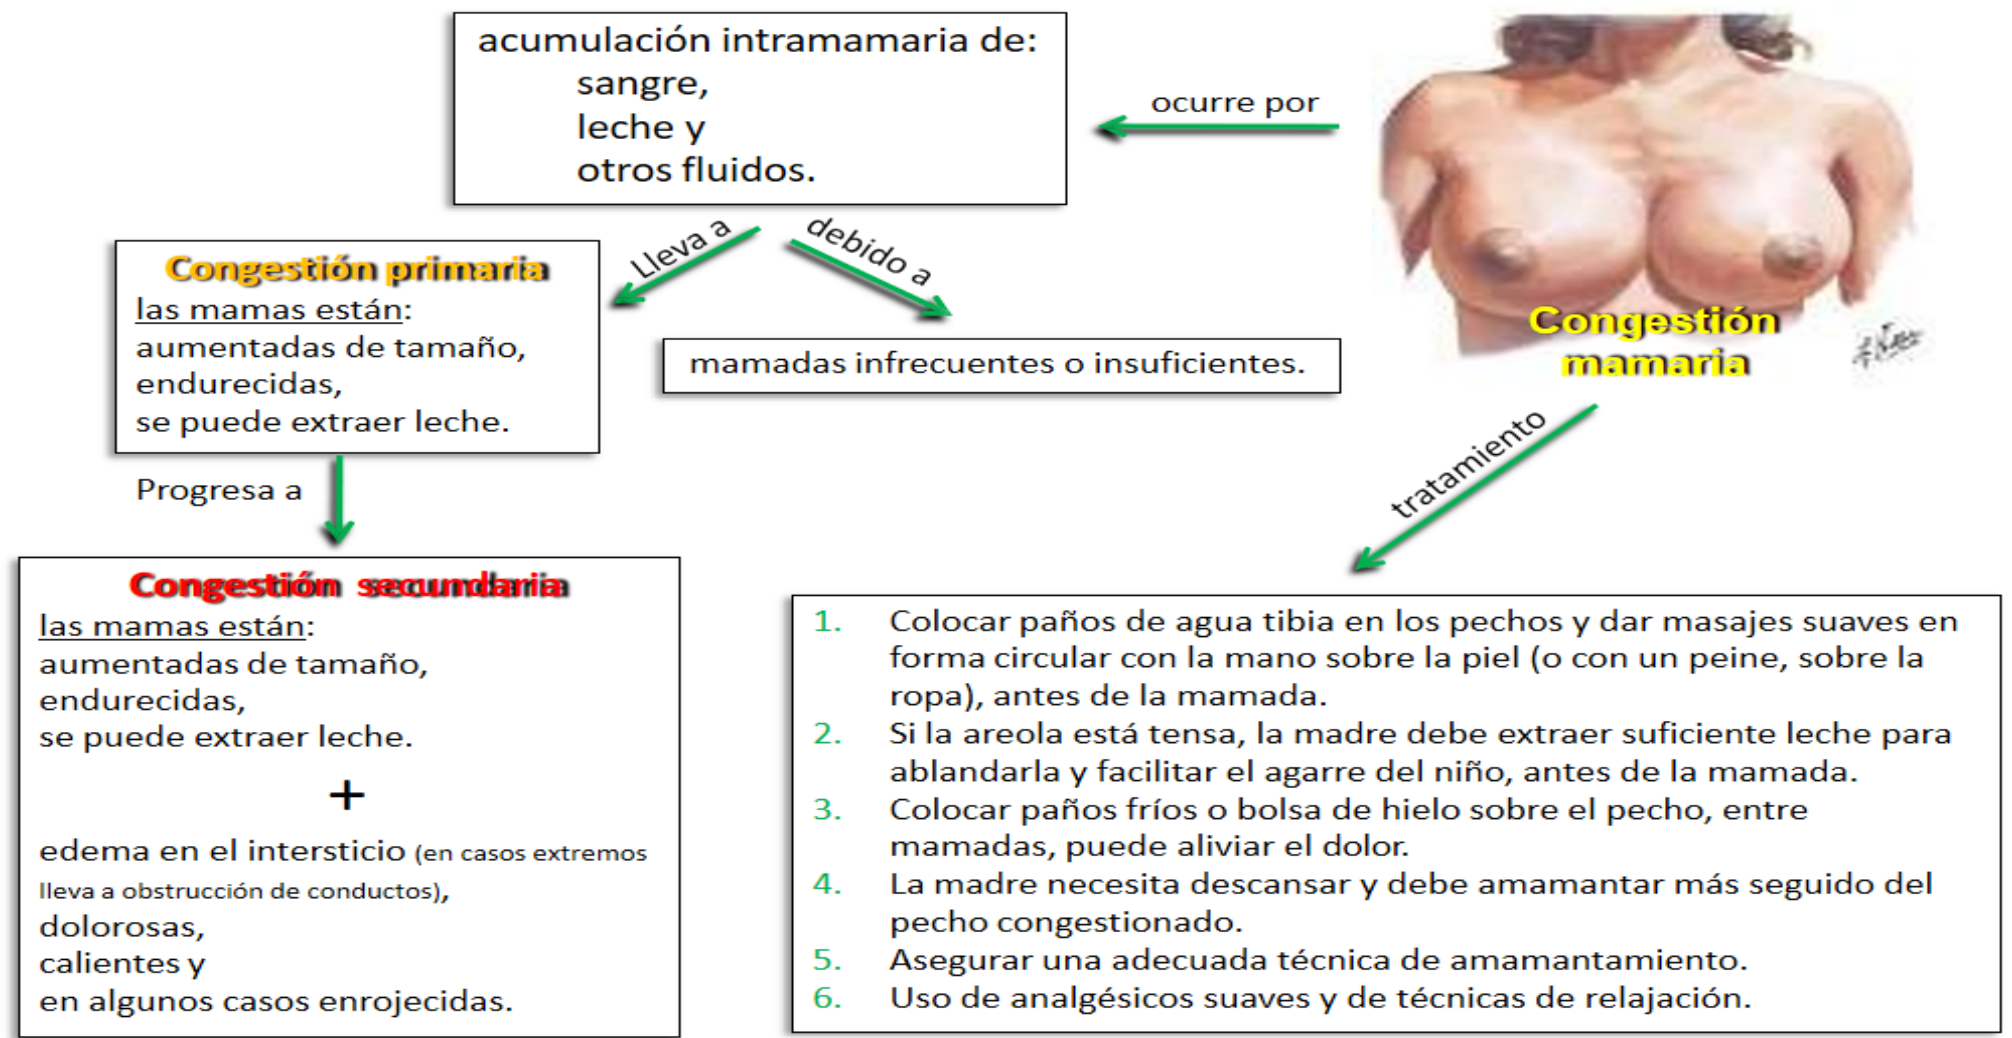 acumulación intramamaria de:
sangre,
leche y
otros fluidos.
ocurre por
Lleva a
debido a
Congestión primaria
las mamas están:
aumentadas de tamaño,
endurecidas,
se puede extraer leche.
mamadas infrecuentes o insuficientes.
Congestión
mamaria
tratamiento
Progresa a
Congestión secundaria
las mamas están:
aumentadas de tamaño,
endurecidas,
se puede extraer leche.
+
edema en el intersticio (en casos extremos
lleva a obstrucción de conductos),
dolorosas,
calientes y
en algunos casos enrojecidas.
1. Colocar paños de agua tibia en los pechos y dar masajes suaves en
forma circular con la mano sobre la piel (o con un peine, sobre la
ropa), antes de la mamada.
2. Si la areola está tensa, la madre debe extraer suficiente leche para
ablandarla y facilitar el agarre del niño, antes de la mamada.
3. Colocar paños fríos o bolsa de hielo sobre el pecho, entre
mamadas, puede aliviar el dolor.
4. La madre necesita descansar y debe amamantar más seguido del
pecho congestionado.
5. Asegurar una adecuada técnica de amamantamiento.
6. Uso de analgésicos suaves y de técnicas de relajación.